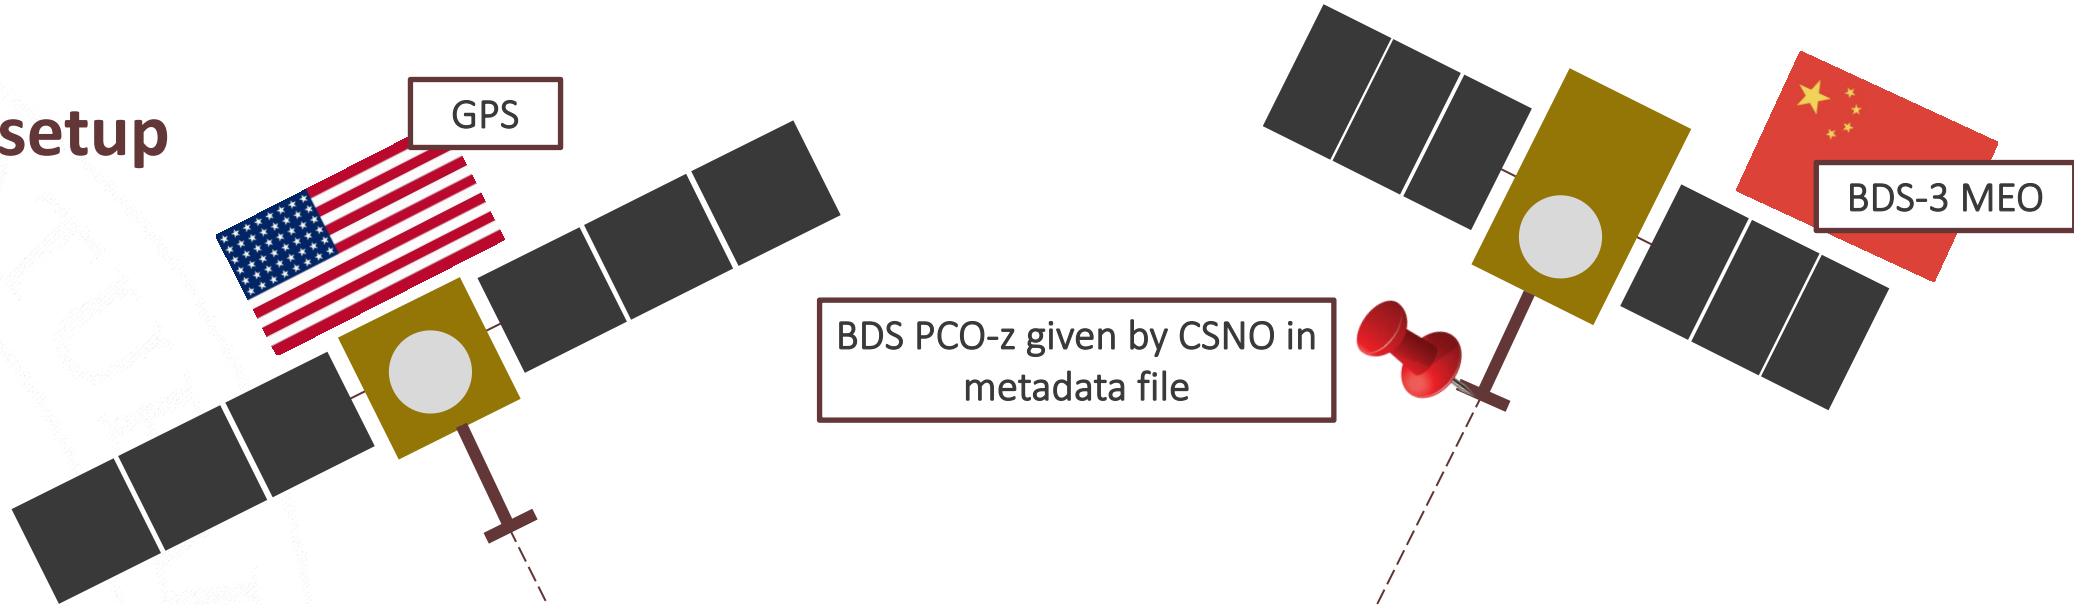 setup
GPS
BDS-3 MEO
BDS PCO-z given by CSNO in
metadata file